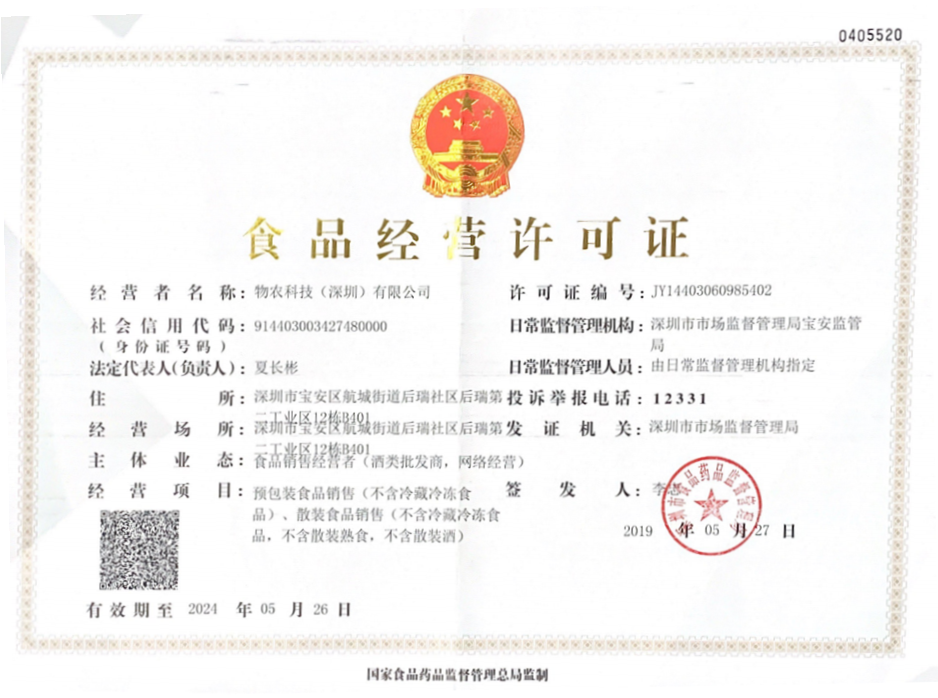 0405520
食品经营许可证
经营者名称：物农科技（深圳）有限公司
社会信用代码：914403003427480000
（身份证号码）
法定代表人(负责人)：夏长彬
住所：深圳市宝安区航城街道后瑞社区后瑞第
二工业区12栋B401
经营场所：深圳市宝安区航城街道后瑞社区后瑞第
二工业区12栋B401
主体业态：食品销售经营者（酒类批发商，网络经营）
经营项目：预包装食品销售（不含冷藏冷冻食
品）、散装食品销售（不含冷藏冷冻食
品，不含散装熟食，不含散装酒）
有效期至 2024 年 05 月 26 日
许可证编号：JY14403060985402
日常监督管理机构：深圳市市场监督管理局宝安监管
局
日常监督管理人员：由日常监督管理机构指定
投诉举报电话：12331
发证机关：深圳市市场监督管理局
签发人：李
2019 年 05 月 27 日
国家食品药品监督管理总局监制